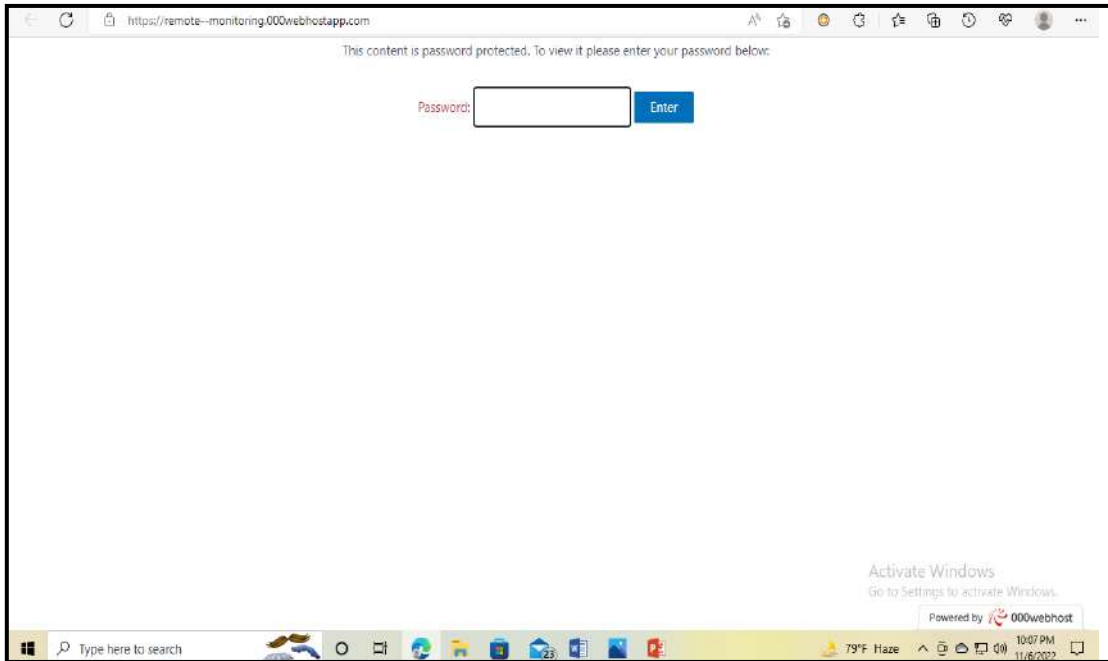 https://remote--monitoring.000webhostapp.com
This content is password protected. To view it please enter your password below:
Password:
Enter
Activate Windows
Go to Settings to activate Windows.
Powered by 000webhost
Type here to search
23
79°F Haze
10:07 PM
11/6/2022